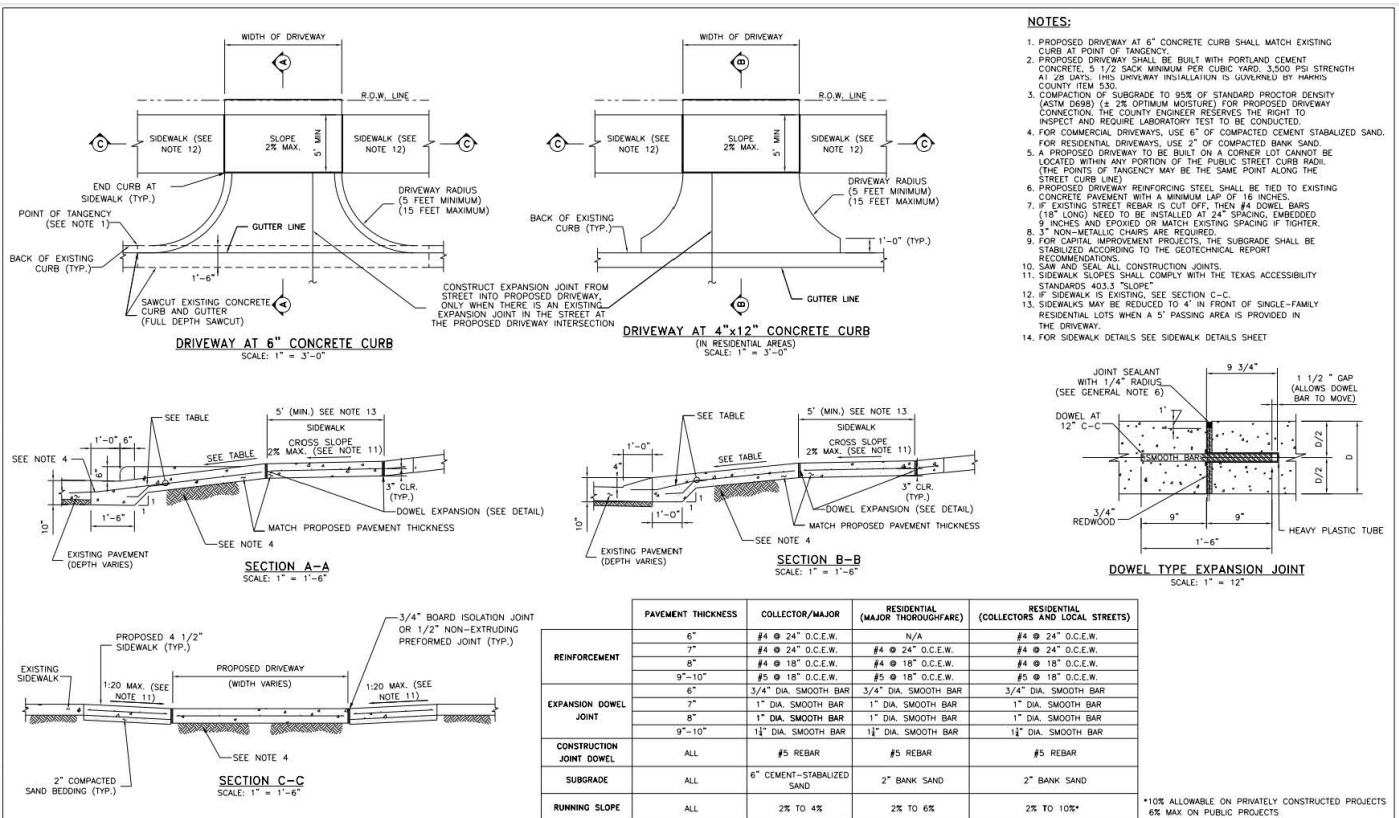 WIDTH OF DRIVEWAY
A
R.O.W. LINE
C
SIDEWALK (SEE
NOTE 12)
SLOPE
2% MAX.
5' MIN
SIDEWALK (SEE
NOTE 12)
C
END CURB AT
SIDEWALK (TYP.)
DRIVEWAY RADIUS
(5 FEET MINIMUM)
(15 FEET MAXIMUM)
POINT OF TANGENCY
(SEE NOTE 1)
GUTTER LINE
BACK OF EXISTING
CURB (TYP.)
1'-6"
SAWCUT EXISTING CONCRETE
CURB AND GUTTER
(FULL DEPTH SAWCUT)
A
CONSTRUCT EXPANSION JOINT FROM
STREET INTO PROPOSED DRIVEWAY,
ONLY WHEN THERE IS AN EXISTING
EXPANSION JOINT IN THE STREET AT
THE PROPOSED DRIVEWAY INTERSECTION
DRIVEWAY AT 6" CONCRETE CURB
SCALE: 1" = 3'-0"
WIDTH OF DRIVEWAY
B
R.O.W. LINE
C
SIDEWALK (SEE
NOTE 12)
SLOPE
2% MAX.
5' MIN
SIDEWALK (SEE
NOTE 12)
C
DRIVEWAY RADIUS
(5 FEET MINIMUM)
(15 FEET MAXIMUM)
BACK OF EXISTING
CURB (TYP.)
1'-0" (TYP.)
B
GUTTER LINE
DRIVEWAY AT 4"x12" CONCRETE CURB
(IN RESIDENTIAL AREAS)
SCALE: 1" = 3'-0"
NOTES:
1. PROPOSED DRIVEWAY AT 6" CONCRETE CURB SHALL MATCH EXISTING
CURB AT POINT OF TANGENCY.
2. PROPOSED DRIVEWAY SHALL BE BUILT WITH PORTLAND CEMENT
CONCRETE, 5 1/2 SACK MINIMUM PER CUBIC YARD. 3,500 PSI STRENGTH
AT 28 DAYS. THIS DRIVEWAY INSTALLATION IS GOVERNED BY HARRIS
COUNTY ITEM 530.
3. COMPACTION OF SUBGRADE TO 95% OF STANDARD PROCTOR DENSITY
(ASTM D698) (± 2% OPTIMUM MOISTURE) FOR PROPOSED DRIVEWAY
CONNECTION. THE COUNTY ENGINEER RESERVES THE RIGHT TO
INSPECT AND REQUIRE LABORATORY TEST TO BE CONDUCTED.
4. FOR COMMERCIAL DRIVEWAYS, USE 6" OF COMPACTED CEMENT STABALIZED SAND.
FOR RESIDENTIAL DRIVEWAYS, USE 2" OF COMPACTED BANK SAND.
5. A PROPOSED DRIVEWAY TO BE BUILT ON A CORNER LOT CANNOT BE
LOCATED WITHIN ANY PORTION OF THE PUBLIC STREET CURB RADII.
(THE POINTS OF TANGENCY MAY BE THE SAME POINT ALONG THE
STREET CURB LINE)
6. PROPOSED DRIVEWAY REINFORCING STEEL SHALL BE TIED TO EXISTING
CONCRETE PAVEMENT WITH A MINIMUM LAP OF 16 INCHES.
7. IF EXISTING STREET REBAR IS CUT OFF, THEN #4 DOWEL BARS
(18" LONG) NEED TO BE INSTALLED AT 24" SPACING, EMBEDDED
9 INCHES AND EPOXIED OR MATCH EXISTING SPACING IF TIGHTER.
8. 3" NON-METALLIC CHAIRS ARE REQUIRED.
9. FOR CAPITAL IMPROVEMENT PROJECTS, THE SUBGRADE SHALL BE
STABILIZED ACCORDING TO THE GEOTECHNICAL REPORT
RECOMMENDATIONS.
10. SAW AND SEAL ALL CONSTRUCTION JOINTS.
11. SIDEWALK SLOPES SHALL COMPLY WITH THE TEXAS ACCESSIBILITY
STANDARDS 403.3 "SLOPE"
12. IF SIDEWALK IS EXISTING, SEE SECTION C-C.
13. SIDEWALKS MAY BE REDUCED TO 4' IN FRONT OF SINGLE-FAMILY
RESIDENTIAL LOTS WHEN A 5' PASSING AREA IS PROVIDED IN
THE DRIVEWAY.
14. FOR SIDEWALK DETAILS SEE SIDEWALK DETAILS SHEET
SEE TABLE
5' (MIN.) SEE NOTE 13
SIDEWALK
1'-0"
6"
SEE NOTE 4
6"
SEE TABLE
CROSS SLOPE
2% MAX. (SEE NOTE 11)
3" CLR.
(TYP.)
10"
1'-6"
1
1
DOWEL EXPANSION (SEE DETAIL)
MATCH PROPOSED PAVEMENT THICKNESS
SEE NOTE 4
EXISTING PAVEMENT
(DEPTH VARIES)
SECTION A-A
SCALE: 1" = 1'-6"
SEE TABLE
5' (MIN.) SEE NOTE 13
SIDEWALK
1'-0"
4"
SEE TABLE
CROSS SLOPE
2% MAX. (SEE NOTE 11)
3" CLR.
(TYP.)
10"
1'-0"
1
1
DOWEL EXPANSION (SEE DETAIL)
MATCH PROPOSED PAVEMENT THICKNESS
SEE NOTE 4
EXISTING PAVEMENT
(DEPTH VARIES)
SECTION B-B
SCALE: 1" = 1'-6"
JOINT SEALANT
WITH 1/4" RADIUS
(SEE GENERAL NOTE 6)
9 3/4"
1 1/2 " GAP
(ALLOWS DOWEL
BAR TO MOVE)
DOWEL AT
12" C-C
1"
SMOOTH BAR
D/2
D/2
D
3/4"
REDWOOD
9"
9"
HEAVY PLASTIC TUBE
1'-6"
DOWEL TYPE EXPANSION JOINT
SCALE: 1" = 12"
3/4" BOARD ISOLATION JOINT
OR 1/2" NON-EXTRUDING
PREFORMED JOINT (TYP.)
PROPOSED 4 1/2"
SIDEWALK (TYP.)
EXISTING
SIDEWALK
1:20 MAX. (SEE
NOTE 11)
PROPOSED DRIVEWAY
(WIDTH VARIES)
1:20 MAX. (SEE
NOTE 11)
SEE NOTE 4
2" COMPACTED
SAND BEDDING (TYP.)
SECTION C-C
SCALE: 1" = 1'-6"
PAVEMENT THICKNESS COLLECTOR/MAJOR RESIDENTIAL (MAJOR THOROUGHFARE) RESIDENTIAL (COLLECTORS AND LOCAL STREETS)
REINFORCEMENT
6" #4 @ 24" O.C.E.W. N/A #4 @ 24" O.C.E.W.
7" #4 @ 24" O.C.E.W. #4 @ 24" O.C.E.W. #4 @ 24" O.C.E.W.
8" #4 @ 18" O.C.E.W. #4 @ 18" O.C.E.W. #4 @ 18" O.C.E.W.
9"-10" #5 @ 18" O.C.E.W. #5 @ 18" O.C.E.W. #5 @ 18" O.C.E.W.
EXPANSION DOWEL JOINT
6" 3/4" DIA. SMOOTH BAR 3/4" DIA. SMOOTH BAR 3/4" DIA. SMOOTH BAR
7" 1" DIA. SMOOTH BAR 1" DIA. SMOOTH BAR 1" DIA. SMOOTH BAR
8" 1" DIA. SMOOTH BAR 1" DIA. SMOOTH BAR 1" DIA. SMOOTH BAR
9"-10" 1¼" DIA. SMOOTH BAR 1¼" DIA. SMOOTH BAR 1¼" DIA. SMOOTH BAR
CONSTRUCTION JOINT DOWEL ALL #5 REBAR #5 REBAR #5 REBAR
SUBGRADE ALL 6" CEMENT-STABALIZED SAND 2" BANK SAND 2" BANK SAND
RUNNING SLOPE ALL 2% TO 4% 2% TO 6% 2% TO 10%*
*10% ALLOWABLE ON PRIVATELY CONSTRUCTED PROJECTS
6% MAX ON PUBLIC PROJECTS